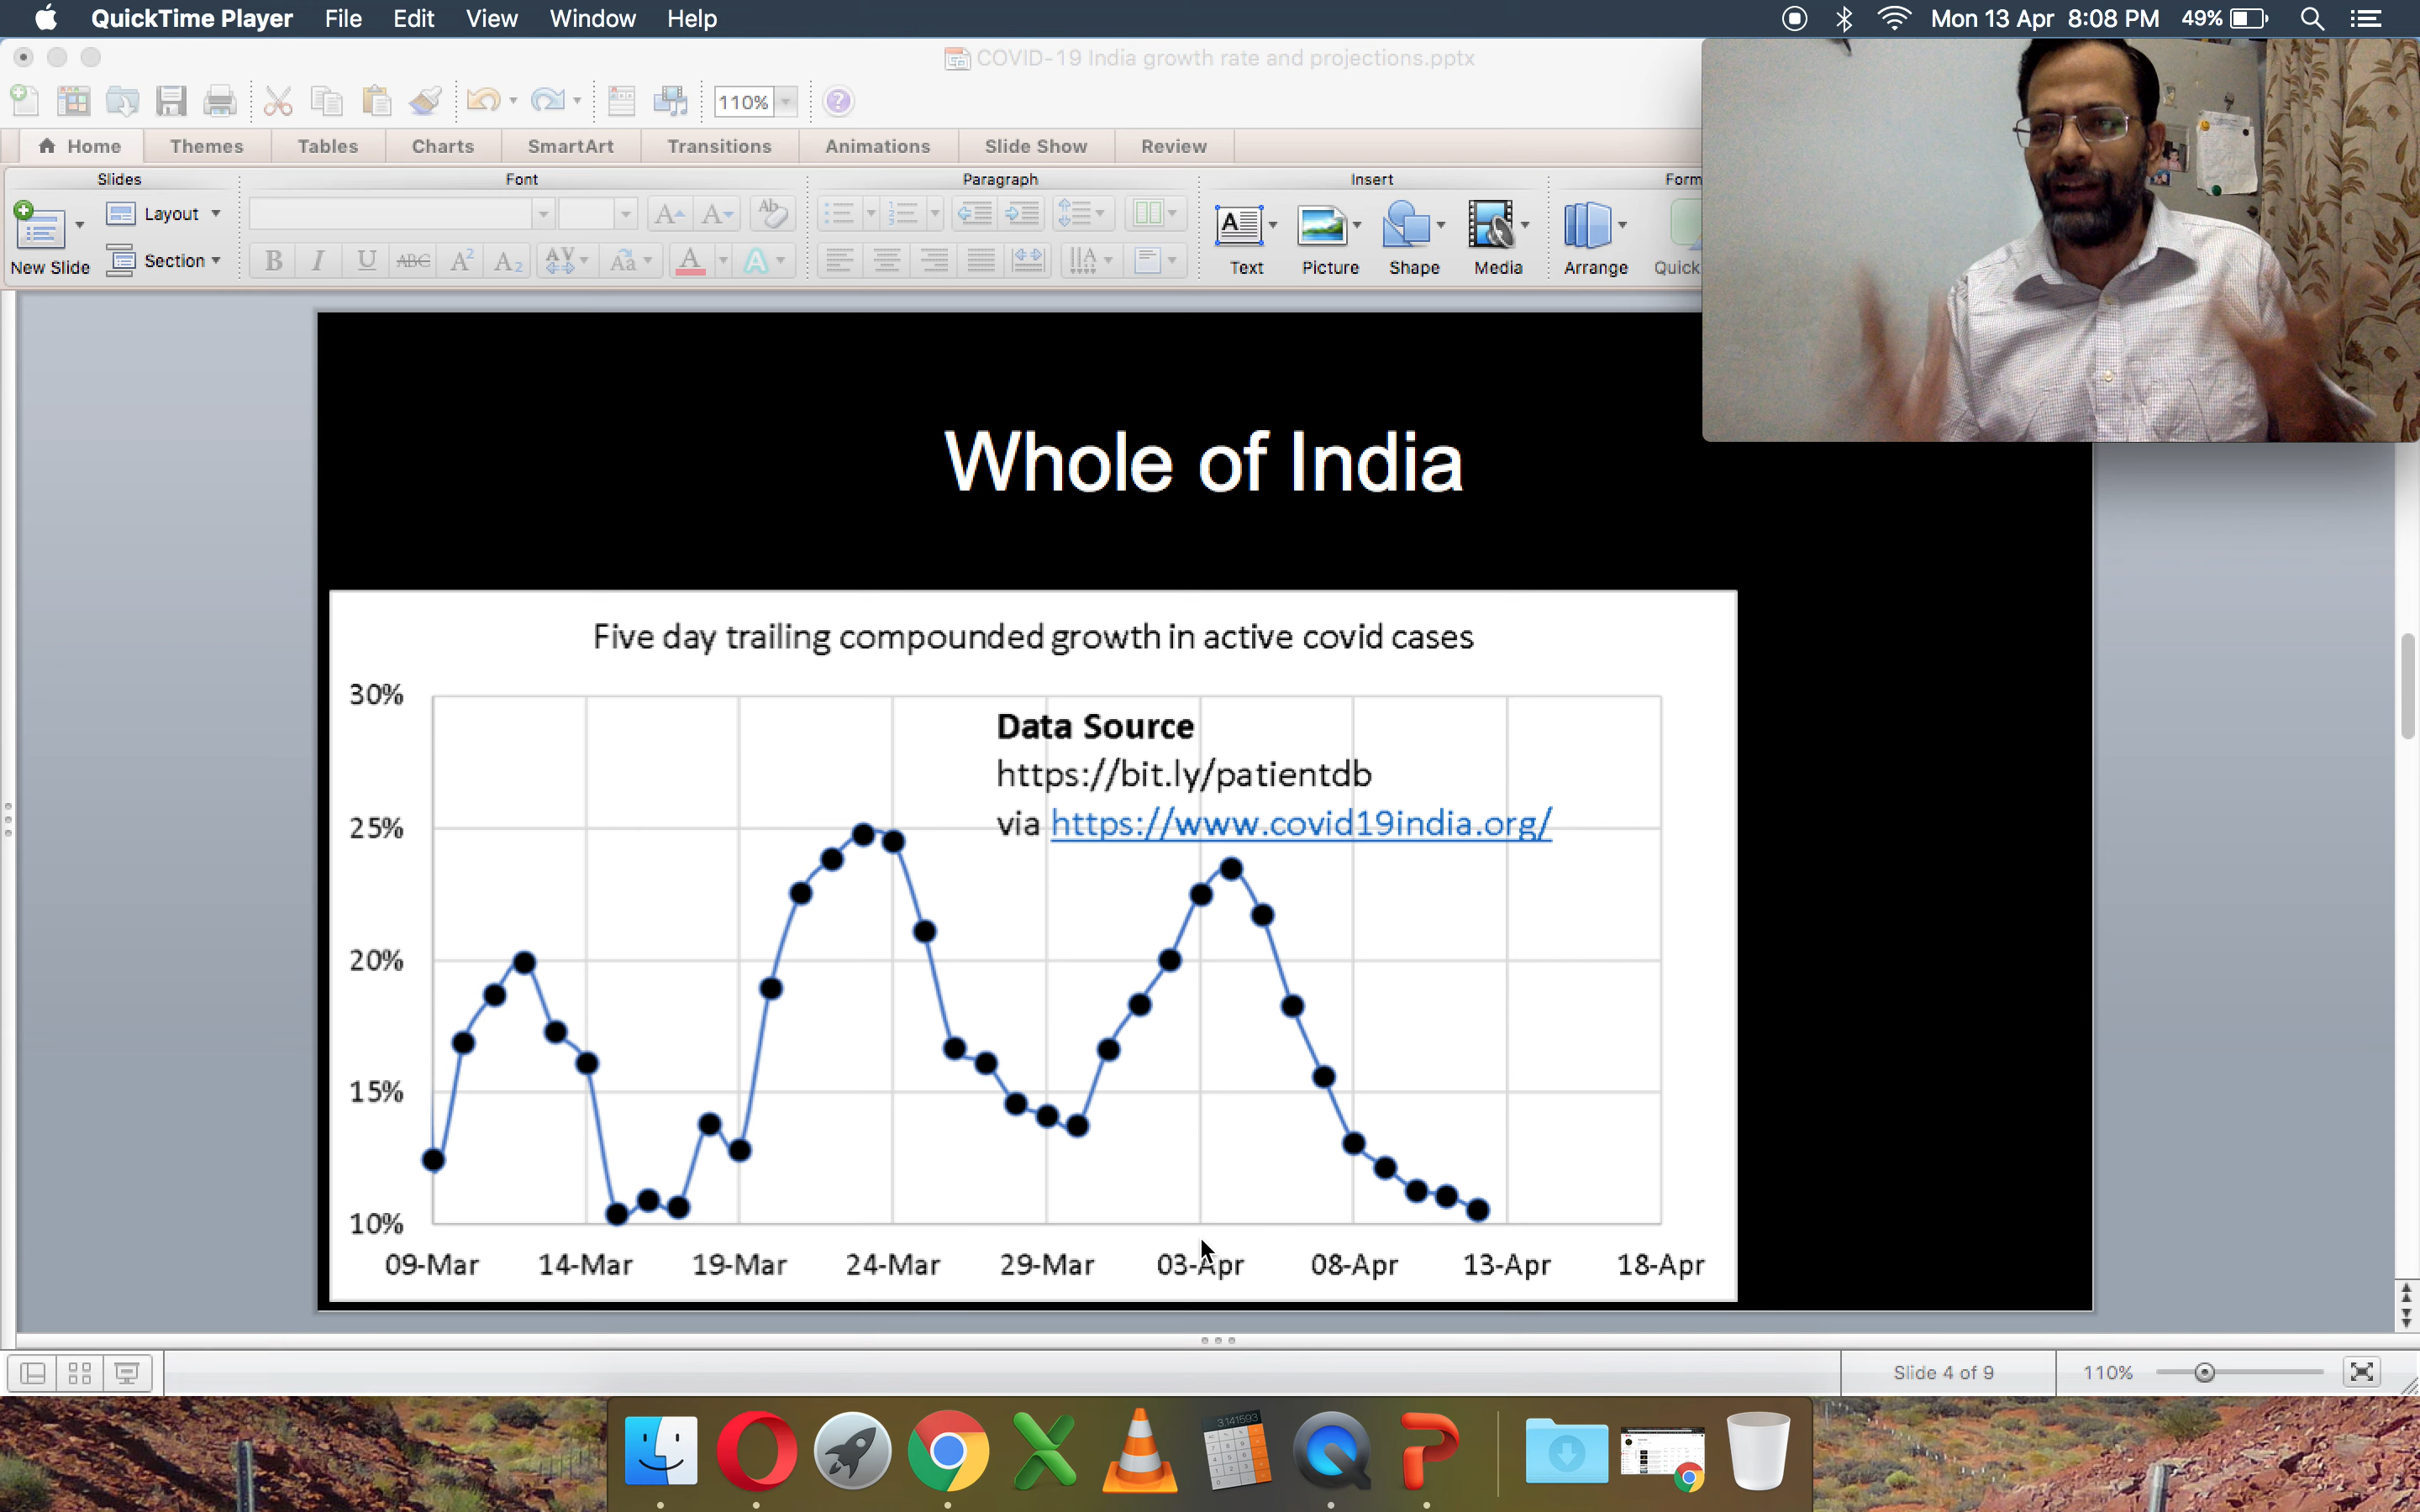 QuickTime Player File Edit View Window Help
Mon 13 Apr 8:08 PM 49%
COVID-19 India growth rate and projections.pptx
110%
Home Themes Tables Charts SmartArt Transitions Animations Slide Show Review
Slides Font Paragraph Insert Form
Layout
New Slide
Section
Text Picture Shape Media Arrange Quick
Whole of India
Five day trailing compounded growth in active covid cases
Data Source
https://bit.ly/patientdb
via https://www.covid19india.org/
30%
25%
20%
15%
10%
09-Mar 14-Mar 19-Mar 24-Mar 29-Mar 03-Apr 08-Apr 13-Apr 18-Apr
Slide 4 of 9 110%
3.141593